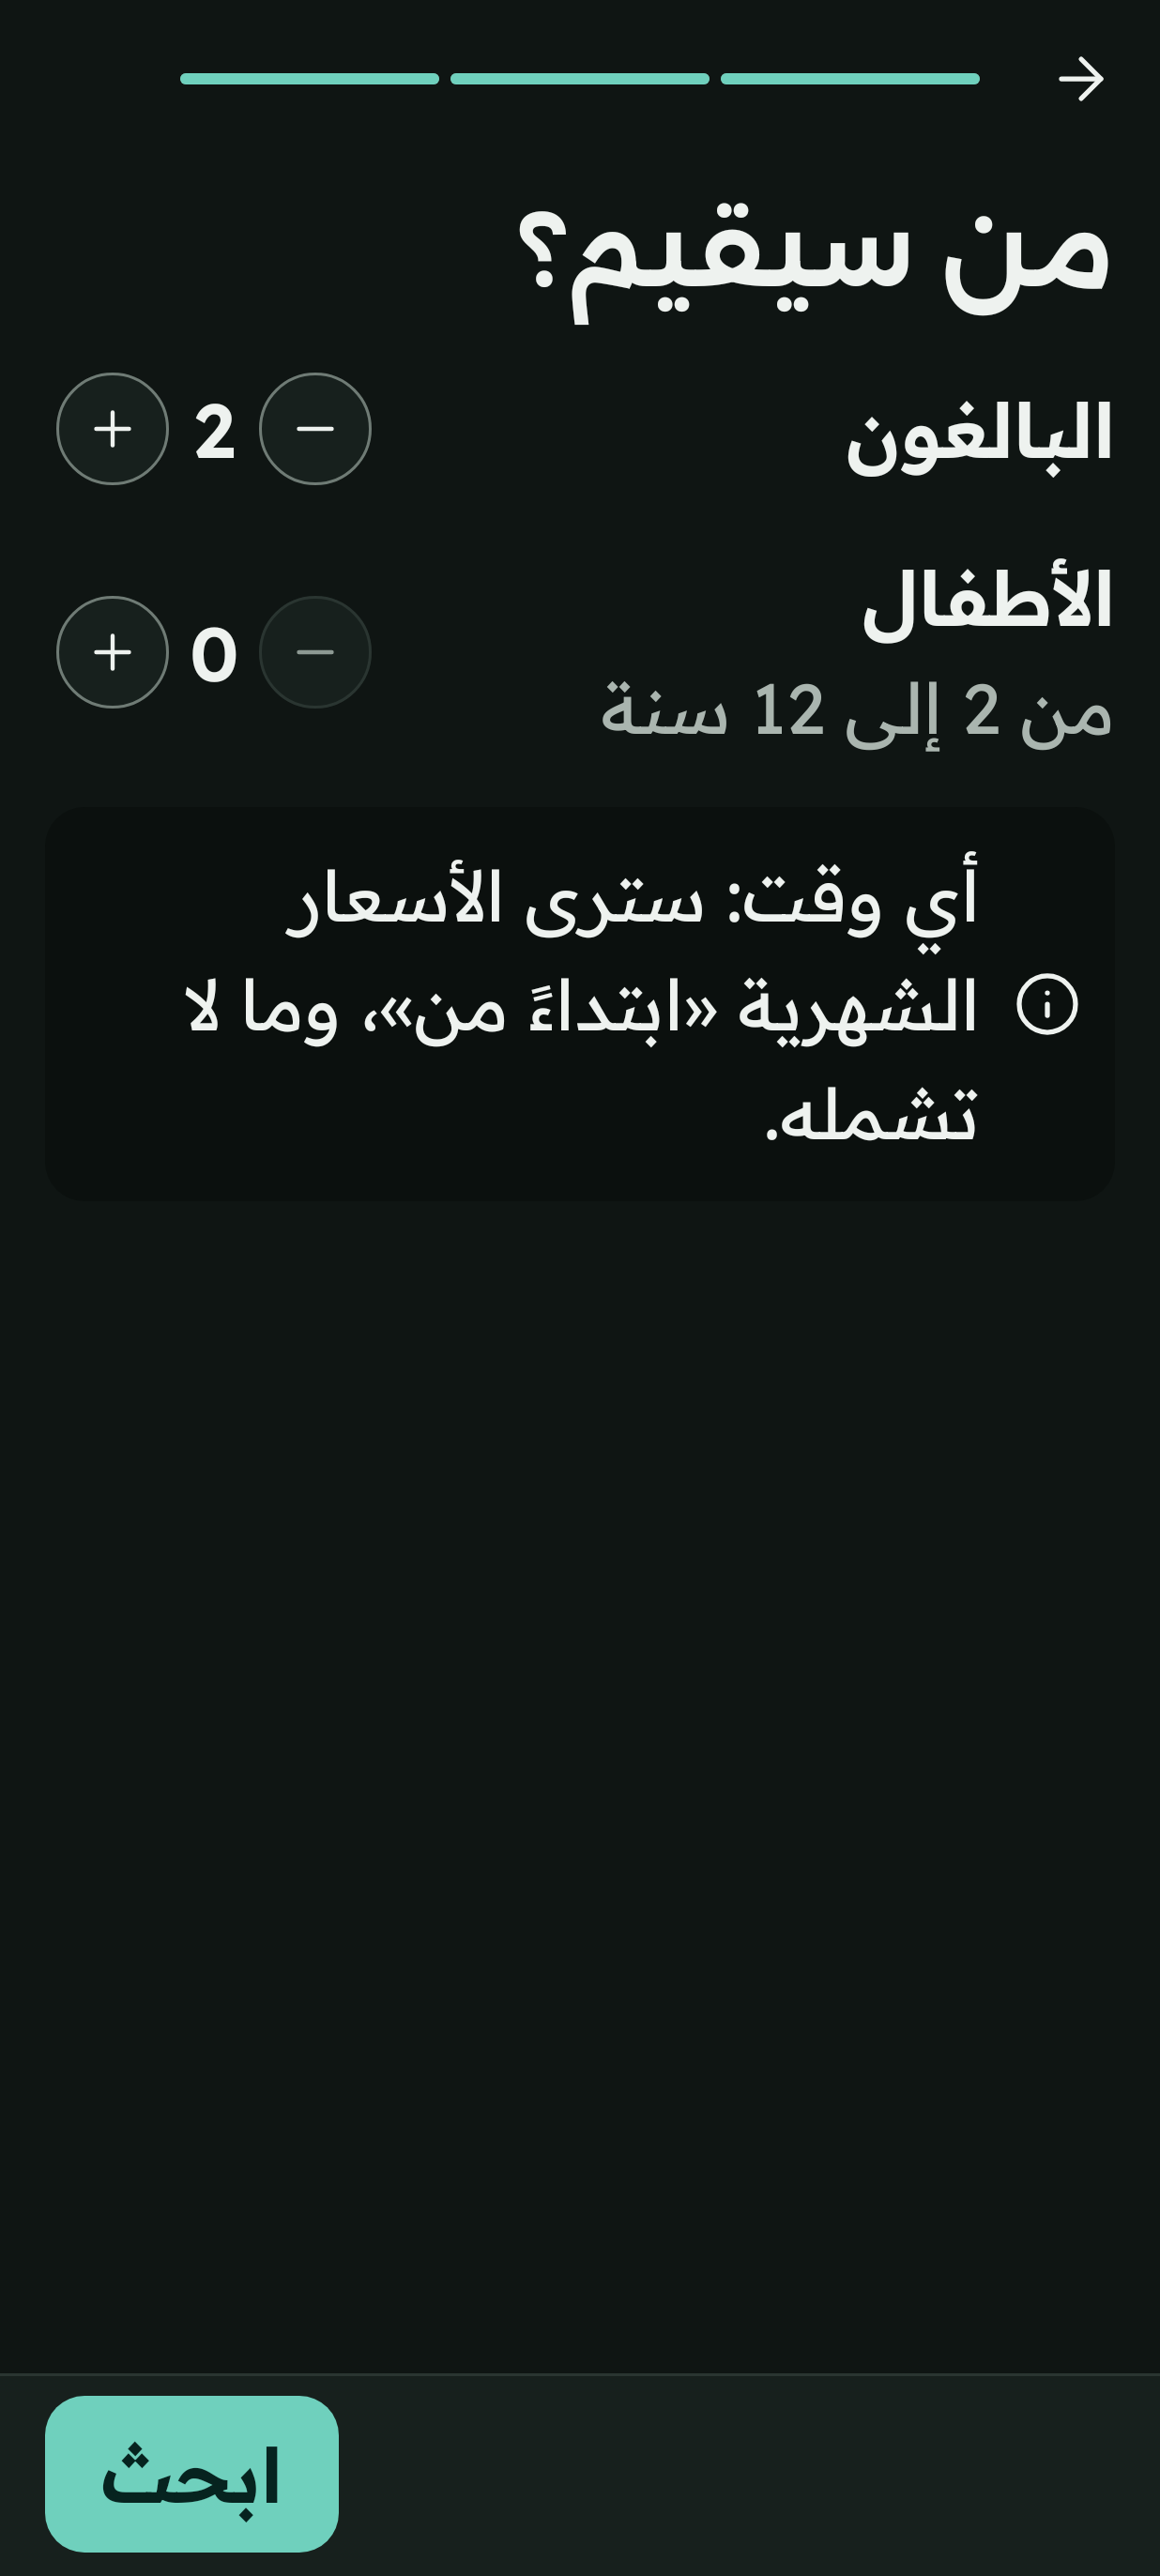 من سيقيم؟
البالغون
2
الأطفال
من 2 إلى 12 سنة
0
أي وقت: سترى الأسعار
الشهرية «ابتداءً من»، وما لا
تشمله.
ابحث